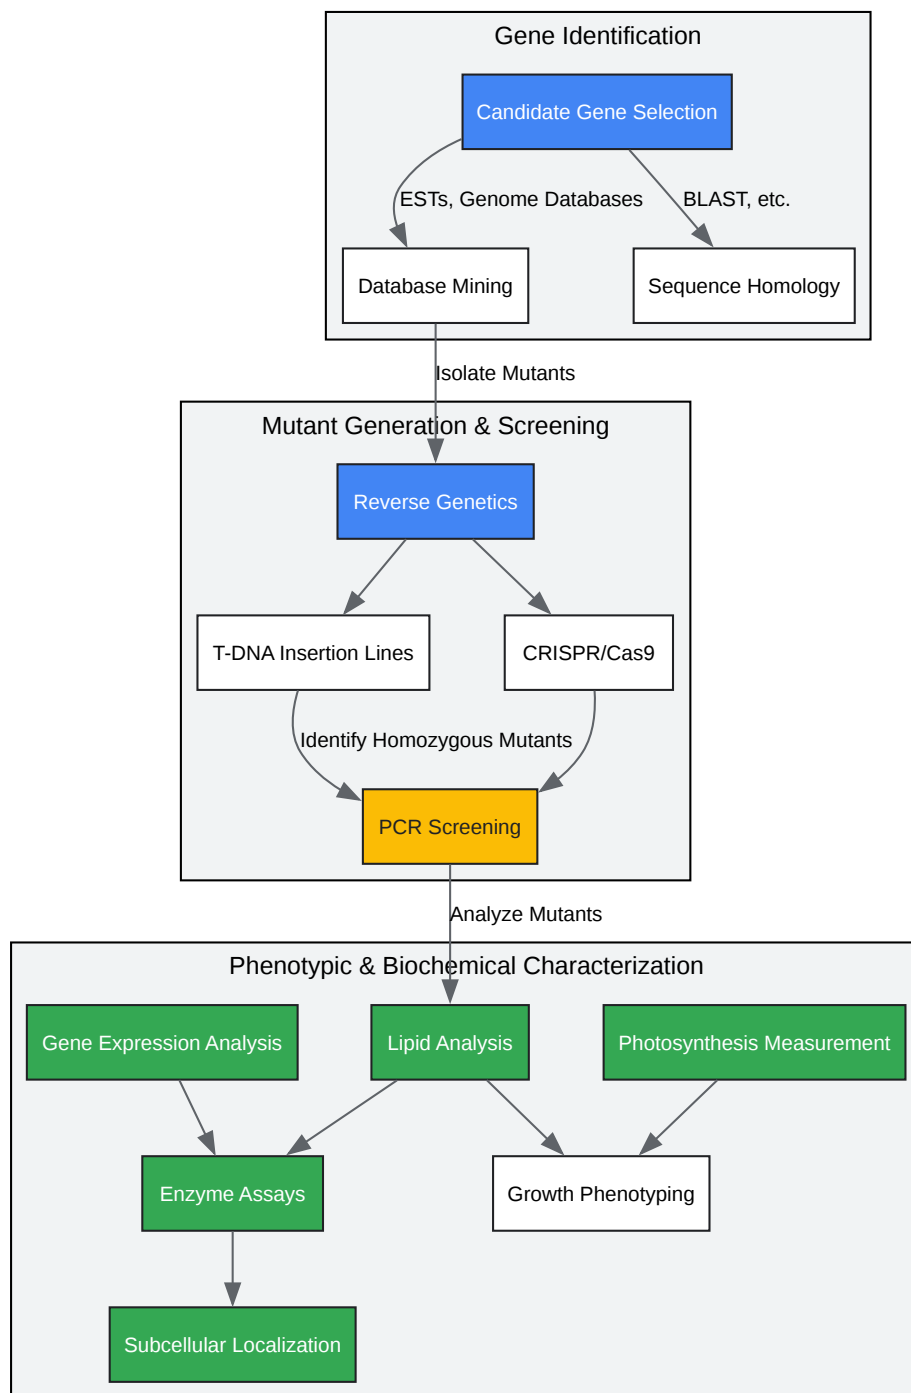 Gene Identification
Candidate Gene Selection
ESTs, Genome Databases
BLAST, etc.
Database Mining
Sequence Homology
Isolate Mutants
Mutant Generation & Screening
Reverse Genetics
T-DNA Insertion Lines
CRISPR/Cas9
Identify Homozygous Mutants
PCR Screening
Analyze Mutants
Phenotypic & Biochemical Characterization
Gene Expression Analysis
Lipid Analysis
Photosynthesis Measurement
Enzyme Assays
Growth Phenotyping
Subcellular Localization